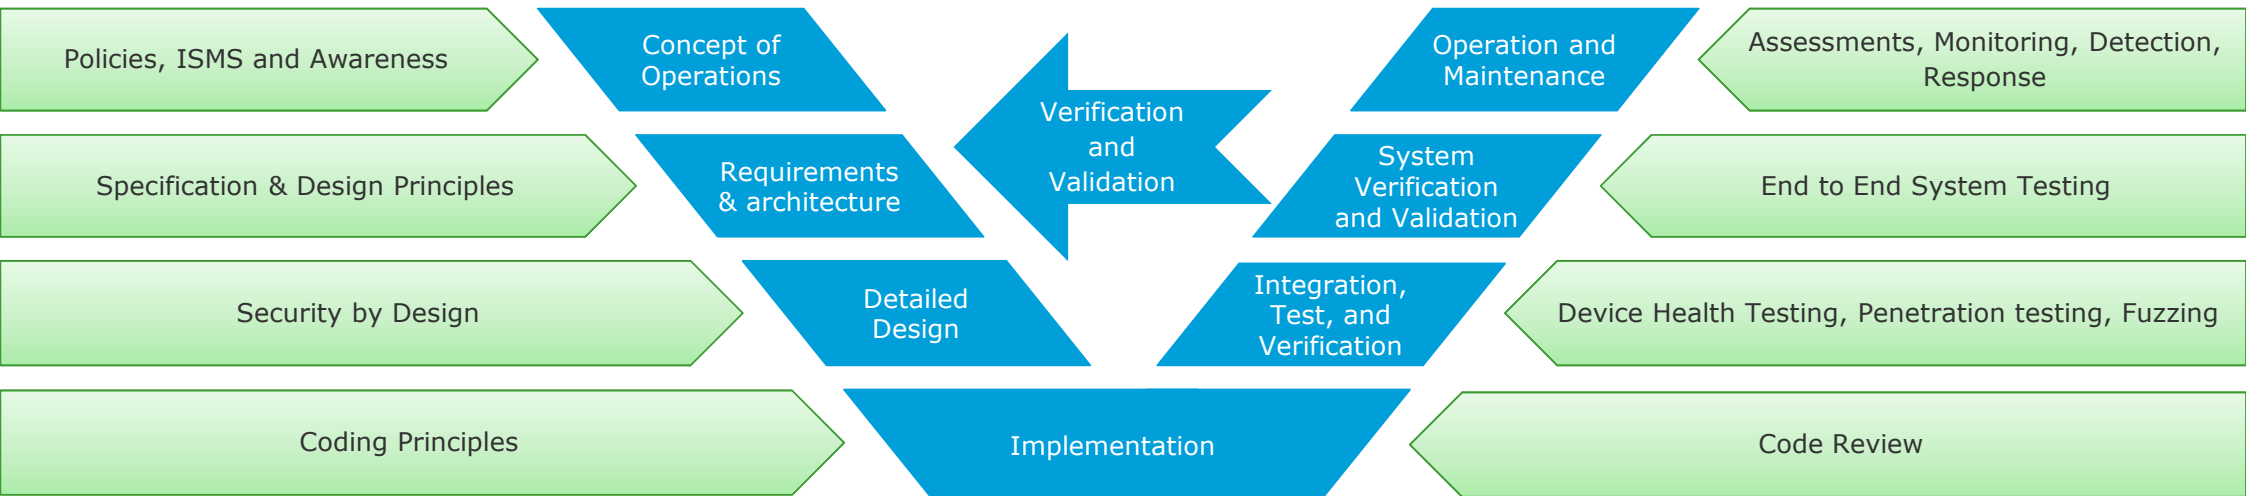 Policies, ISMS and Awareness
Concept of
Operations
Verification
and
Validation
Operation and
Maintenance
Assessments, Monitoring, Detection,
Response
Specification & Design Principles
Requirements
& architecture
System
Verification
and Validation
End to End System Testing
Security by Design
Detailed
Design
Integration,
Test, and
Verification
Device Health Testing, Penetration testing, Fuzzing
Coding Principles
Implementation
Code Review